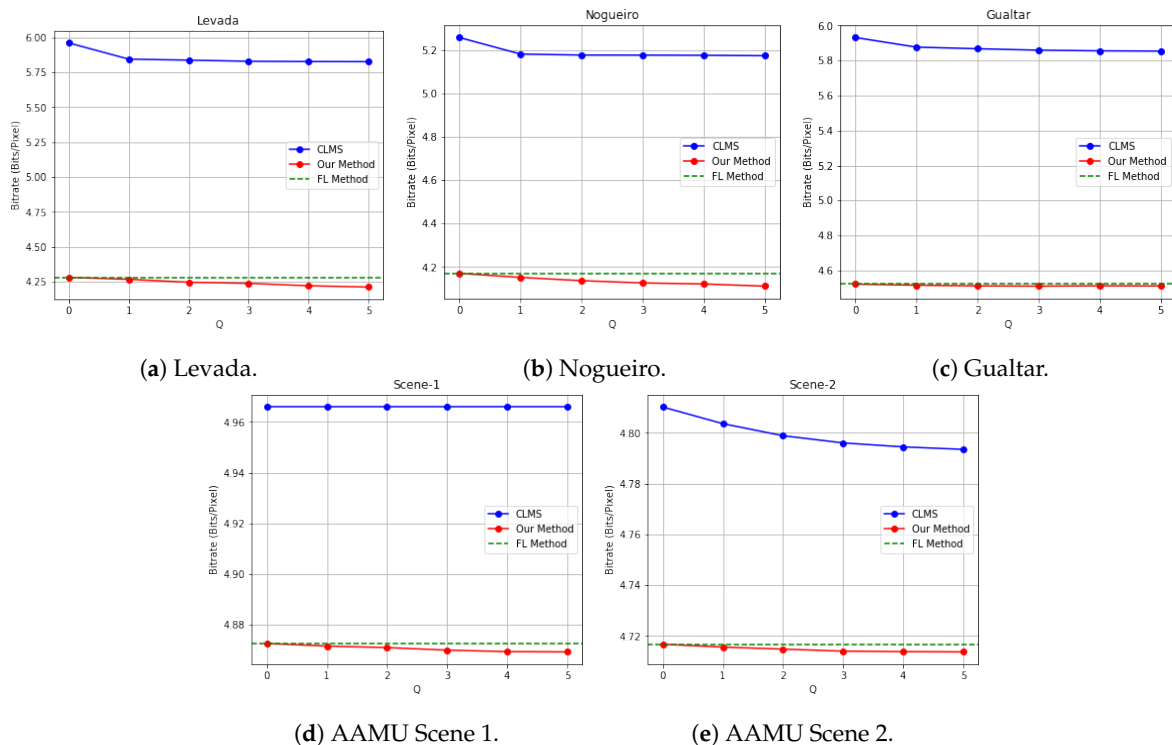 Levada
6.00
5.75
5.50
5.25
5.00
4.75
4.50
4.25
Bitrate (Bits/Pixel)
CLMS
Our Method
FL Method
0 1 2 3 4 5
Q
(a) Levada.
Nogueiro
5.2
5.0
4.8
4.6
4.4
4.2
Bitrate (Bits/Pixel)
CLMS
Our Method
FL Method
0 1 2 3 4 5
Q
(b) Nogueiro.
Gualtar
6.0
5.8
5.6
5.4
5.2
5.0
4.8
4.6
Bitrate (Bits/Pixel)
CLMS
Our Method
FL Method
0 1 2 3 4 5
Q
(c) Gualtar.
Scene-1
4.96
4.94
4.92
4.90
4.88
Bitrate (Bits/Pixel)
CLMS
Our Method
FL Method
0 1 2 3 4 5
Q
(d) AAMU Scene 1.
Scene-2
4.80
4.78
4.76
4.74
4.72
Bitrate (Bits/Pixel)
CLMS
Our Method
FL Method
0 1 2 3 4 5
Q
(e) AAMU Scene 2.